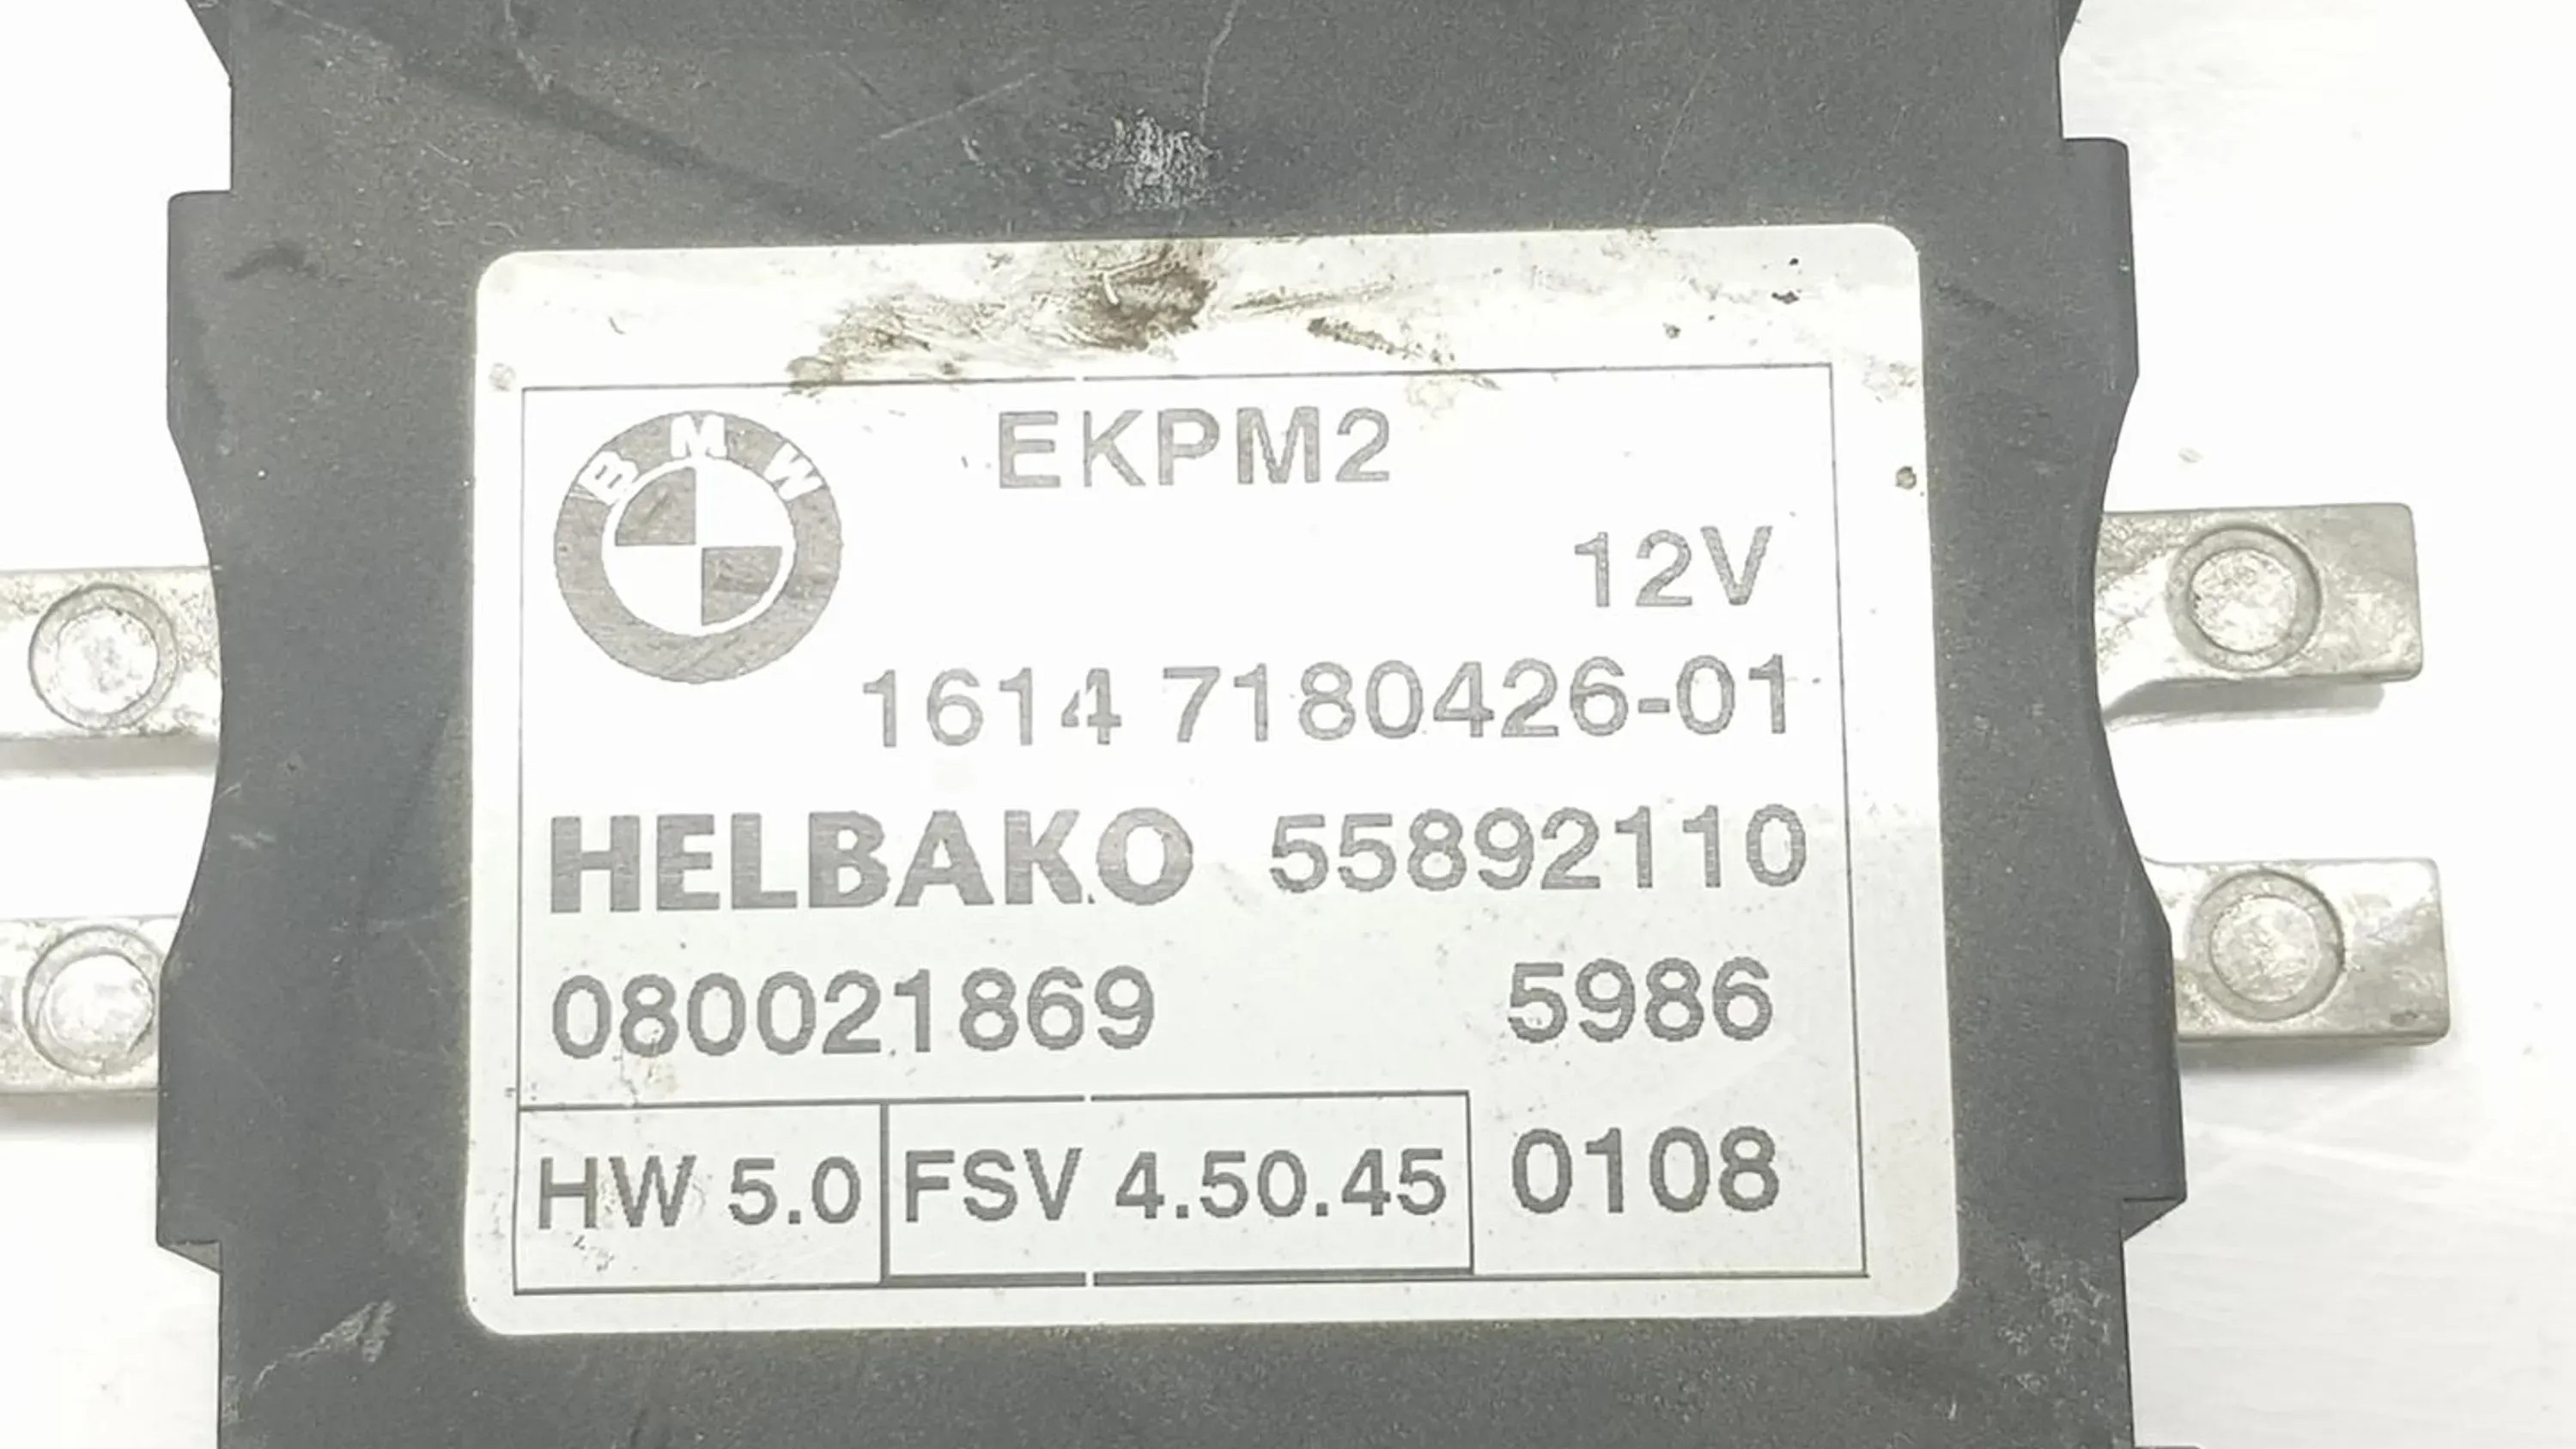 BMW
EKPM2
12V
1614 7180426-01
HELBAKO 55892110
080021869 5986
HW 5.0 FSV 4.50.45 0108